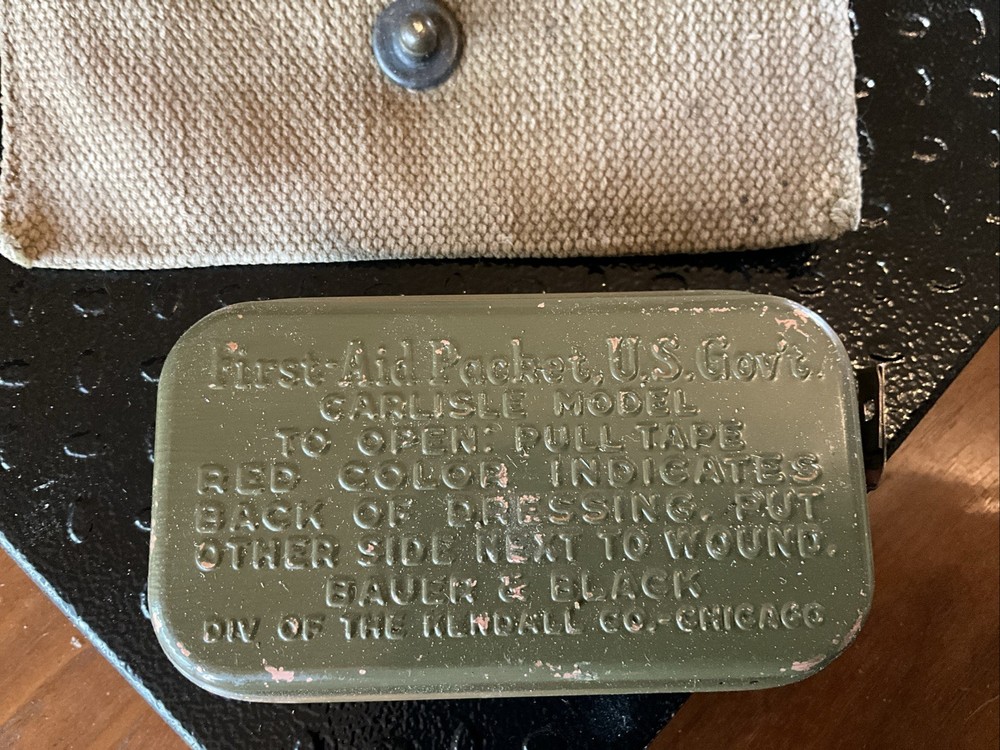 First-Aid Packet, U.S. Gov't.
CARLISLE MODEL
TO OPEN: PULL TAPE
RED COLOR INDICATES
BACK OF DRESSING. PUT
OTHER SIDE NEXT TO WOUND.
BAUER & BLACK
DIV. OF THE KENDALL CO.-CHICAGO